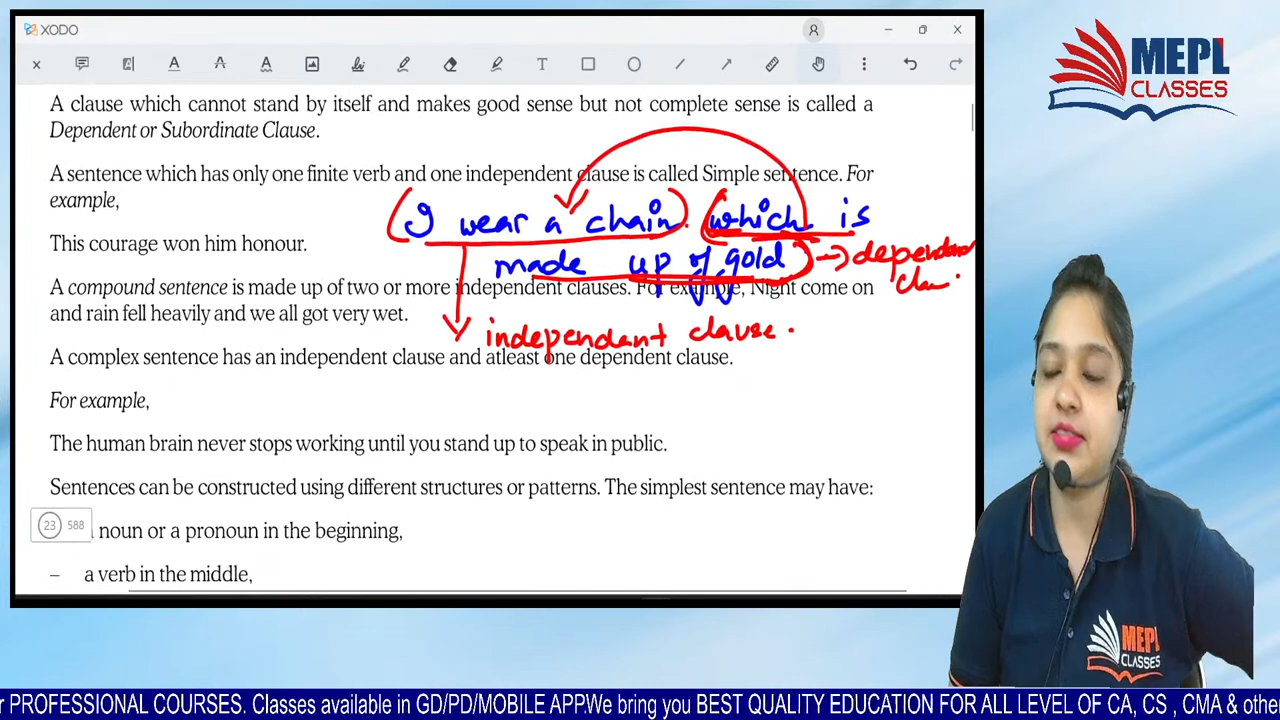 XODO
A clause which cannot stand by itself and makes good sense but not complete sense is called a
Dependent or Subordinate Clause.
A sentence which has only one finite verb and one independent clause is called Simple sentence. For
example,
I wear a chain. which is
This courage won him honour.
made up of gold → dependent
clau.
A compound sentence is made up of two or more independent clauses. For example, Night come on
and rain fell heavily and we all got very wet.
independent clause.
A complex sentence has an independent clause and atleast one dependent clause.
For example,
The human brain never stops working until you stand up to speak in public.
Sentences can be constructed using different structures or patterns. The simplest sentence may have:
23 588
noun or a pronoun in the beginning,
– a verb in the middle,
MEPL
CLASSES
MEPL
CLASSES
r PROFESSIONAL COURSES. Classes available in GD/PD/MOBILE APP.We bring you BEST QUALITY EDUCATION FOR ALL LEVEL OF CA, CS , CMA & othe